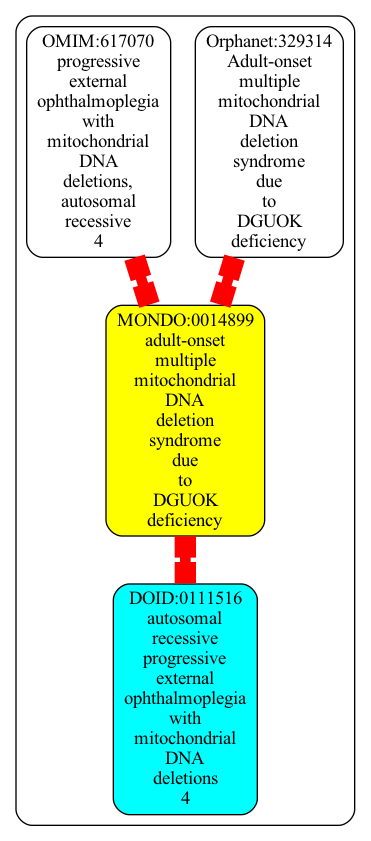 OMIM:617070
progressive
external
ophthalmoplegia
with
mitochondrial
DNA
deletions,
autosomal
recessive
4
Orphanet:329314
Adult-onset
multiple
mitochondrial
DNA
deletion
syndrome
due
to
DGUOK
deficiency
MONDO:0014899
adult-onset
multiple
mitochondrial
DNA
deletion
syndrome
due
to
DGUOK
deficiency
DOID:0111516
autosomal
recessive
progressive
external
ophthalmoplegia
with
mitochondrial
DNA
deletions
4